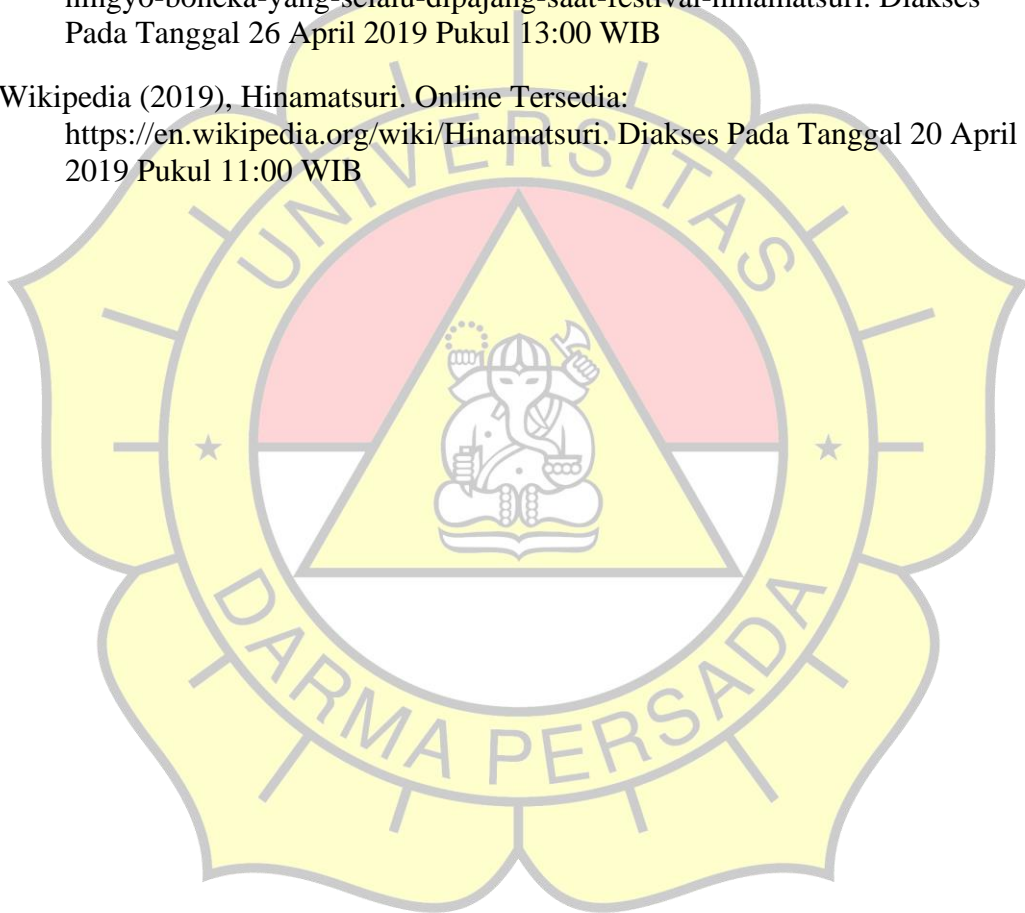 ningyo-boneka-yang-selalu-dipajang-saat-festival-hinamatsuri. Diakses
Pada Tanggal 26 April 2019 Pukul 13:00 WIB
Wikipedia (2019), Hinamatsuri. Online Tersedia:
https://en.wikipedia.org/wiki/Hinamatsuri. Diakses Pada Tanggal 20 April
2019 Pukul 11:00 WIB
UNIVERSITAS
DARMA PERSADA